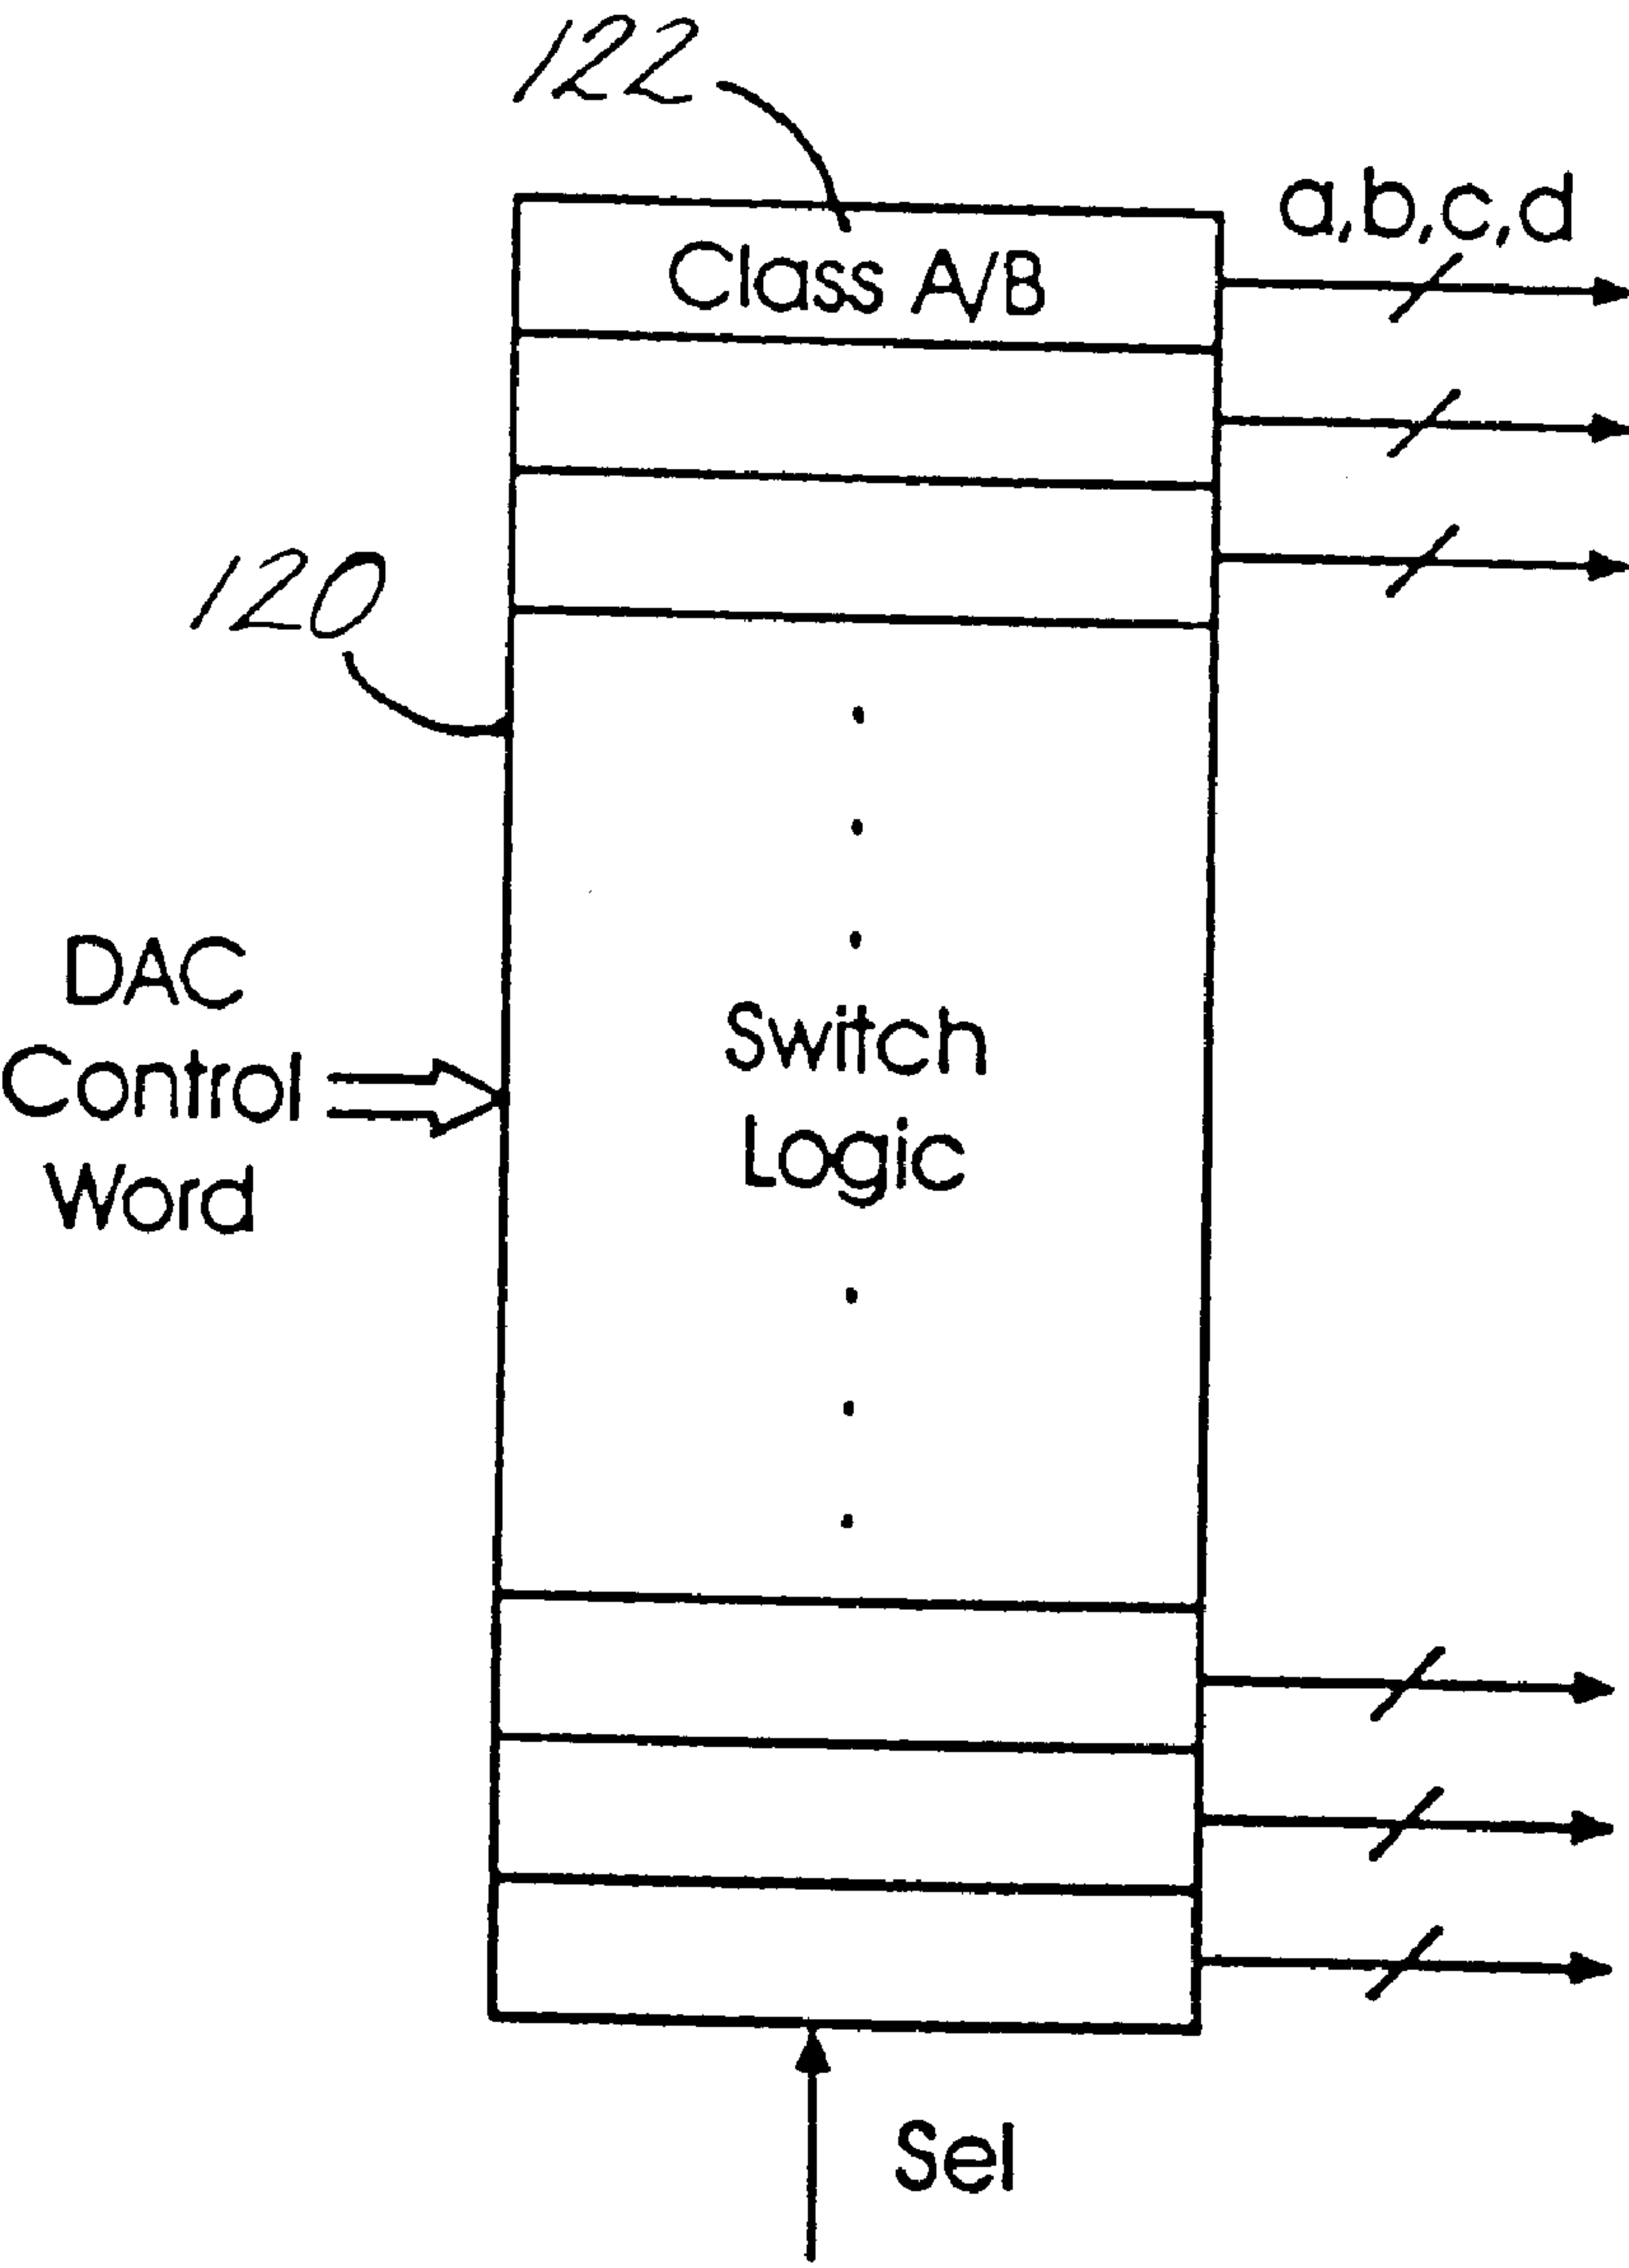 122
a,b,c,d
Class A/B
120
DAC
Control
Word
Switch
Logic
Sel